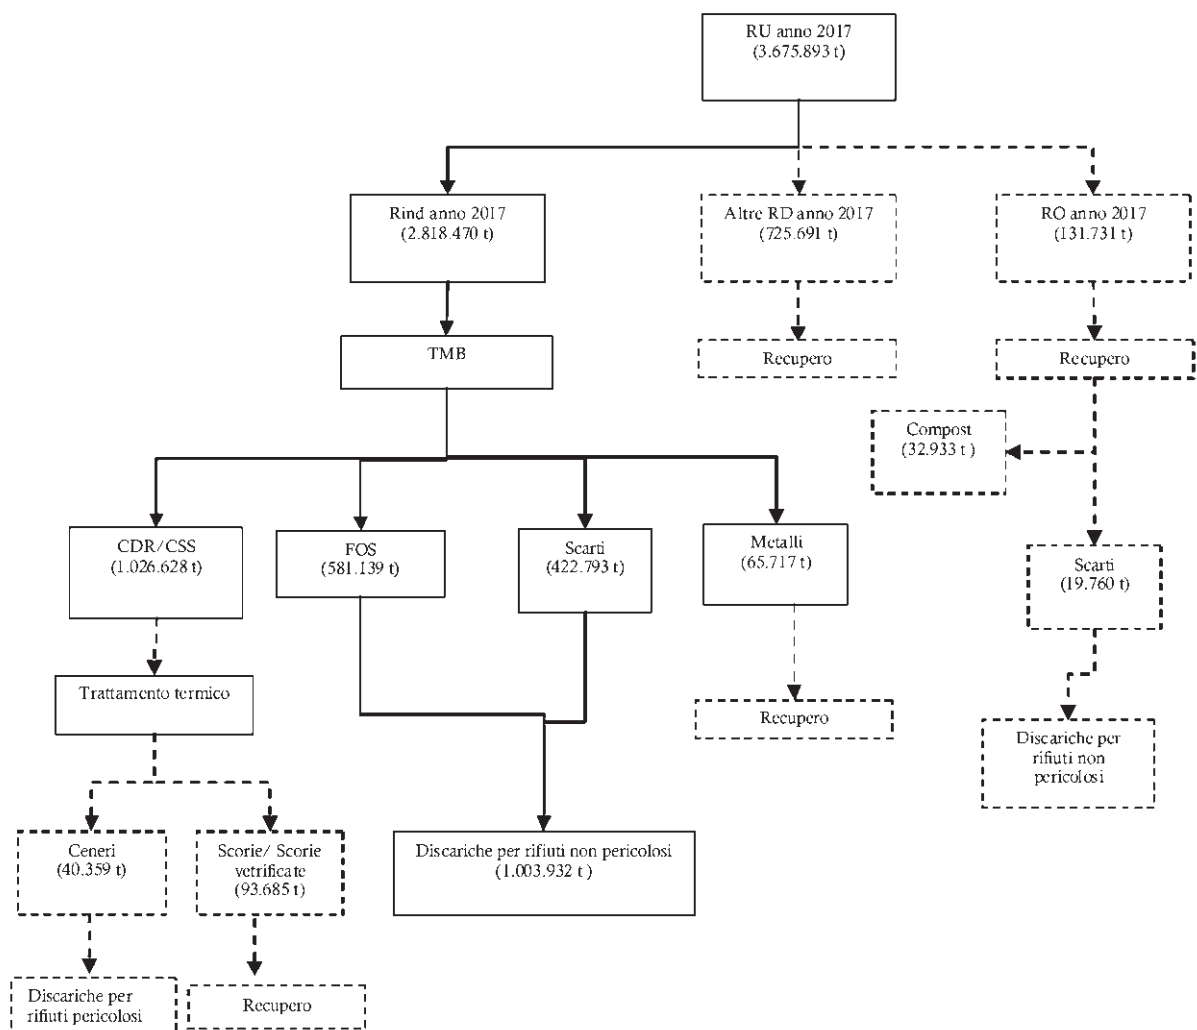 RU anno 2017
(3.675.893 t)
Rind anno 2017
(2.818.470 t)
Altre RD anno 2017
(725.691 t)
RO anno 2017
(131.731 t)
TMB
Recupero
Recupero
Compost
(32.933 t )
CDR/CSS
(1.026.628 t)
FOS
(581.139 t)
Scarti
(422.793 t)
Metalli
(65.717 t)
Scarti
(19.760 t)
Trattamento termico
Recupero
Discariche per
rifiuti non
pericolosi
Ceneri
(40.359 t)
Scorie/ Scorie
vetrificate
(93.685 t)
Discariche per rifiuti non pericolosi
(1.003.932 t )
Discariche per
rifiuti pericolosi
Recupero